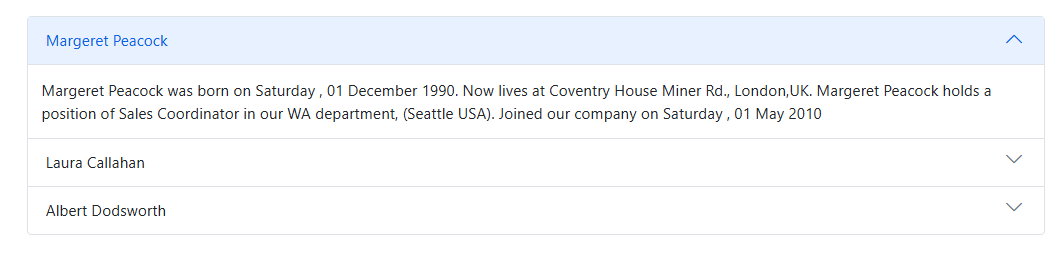 Margeret Peacock
Margeret Peacock was born on Saturday , 01 December 1990. Now lives at Coventry House Miner Rd., London,UK. Margeret Peacock holds a
position of Sales Coordinator in our WA department, (Seattle USA). Joined our company on Saturday , 01 May 2010
Laura Callahan
Albert Dodsworth